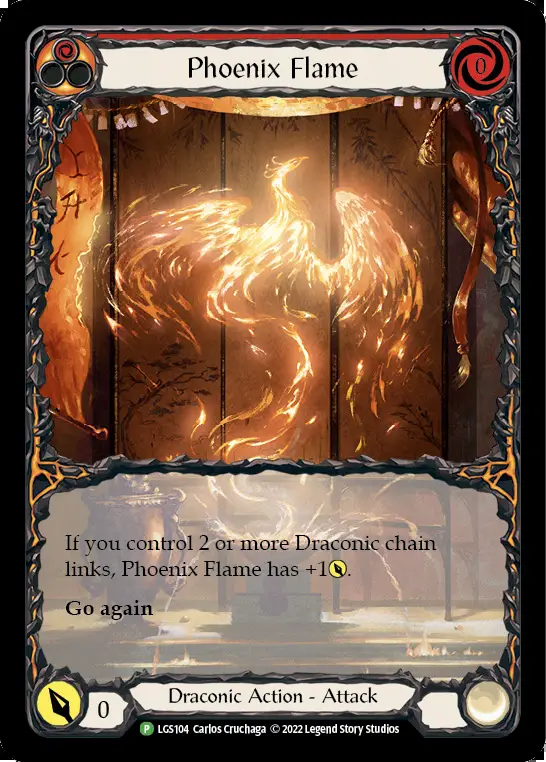 Phoenix Flame
0
If you control 2 or more Draconic chain
links, Phoenix Flame has +1.
Go again
0
Draconic Action - Attack
P LGS104 Carlos Cruchaga © 2022 Legend Story Studios